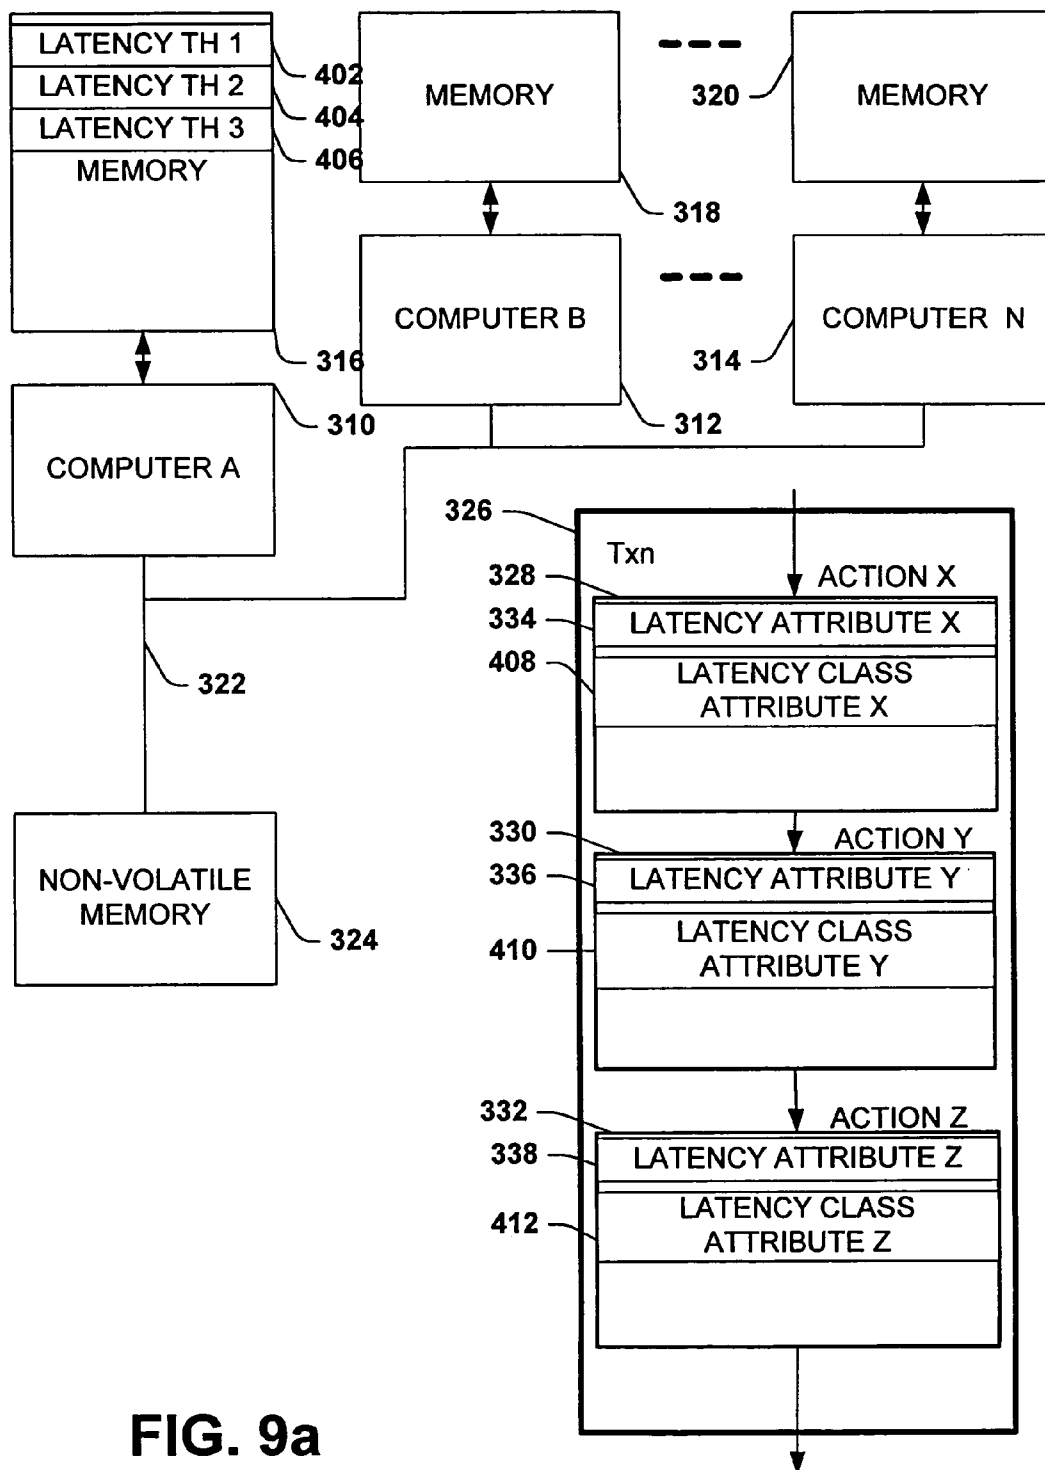 LATENCY TH 1
402
LATENCY TH 2
404
LATENCY TH 3
406
MEMORY
316
MEMORY
318
320
MEMORY
COMPUTER B
312
314
COMPUTER N
310
COMPUTER A
322
NON-VOLATILE
MEMORY
324
326
Txn
328
ACTION X
334
LATENCY ATTRIBUTE X
408
LATENCY CLASS
ATTRIBUTE X
330
ACTION Y
336
LATENCY ATTRIBUTE Y
410
LATENCY CLASS
ATTRIBUTE Y
332
ACTION Z
338
LATENCY ATTRIBUTE Z
412
LATENCY CLASS
ATTRIBUTE Z
FIG. 9a